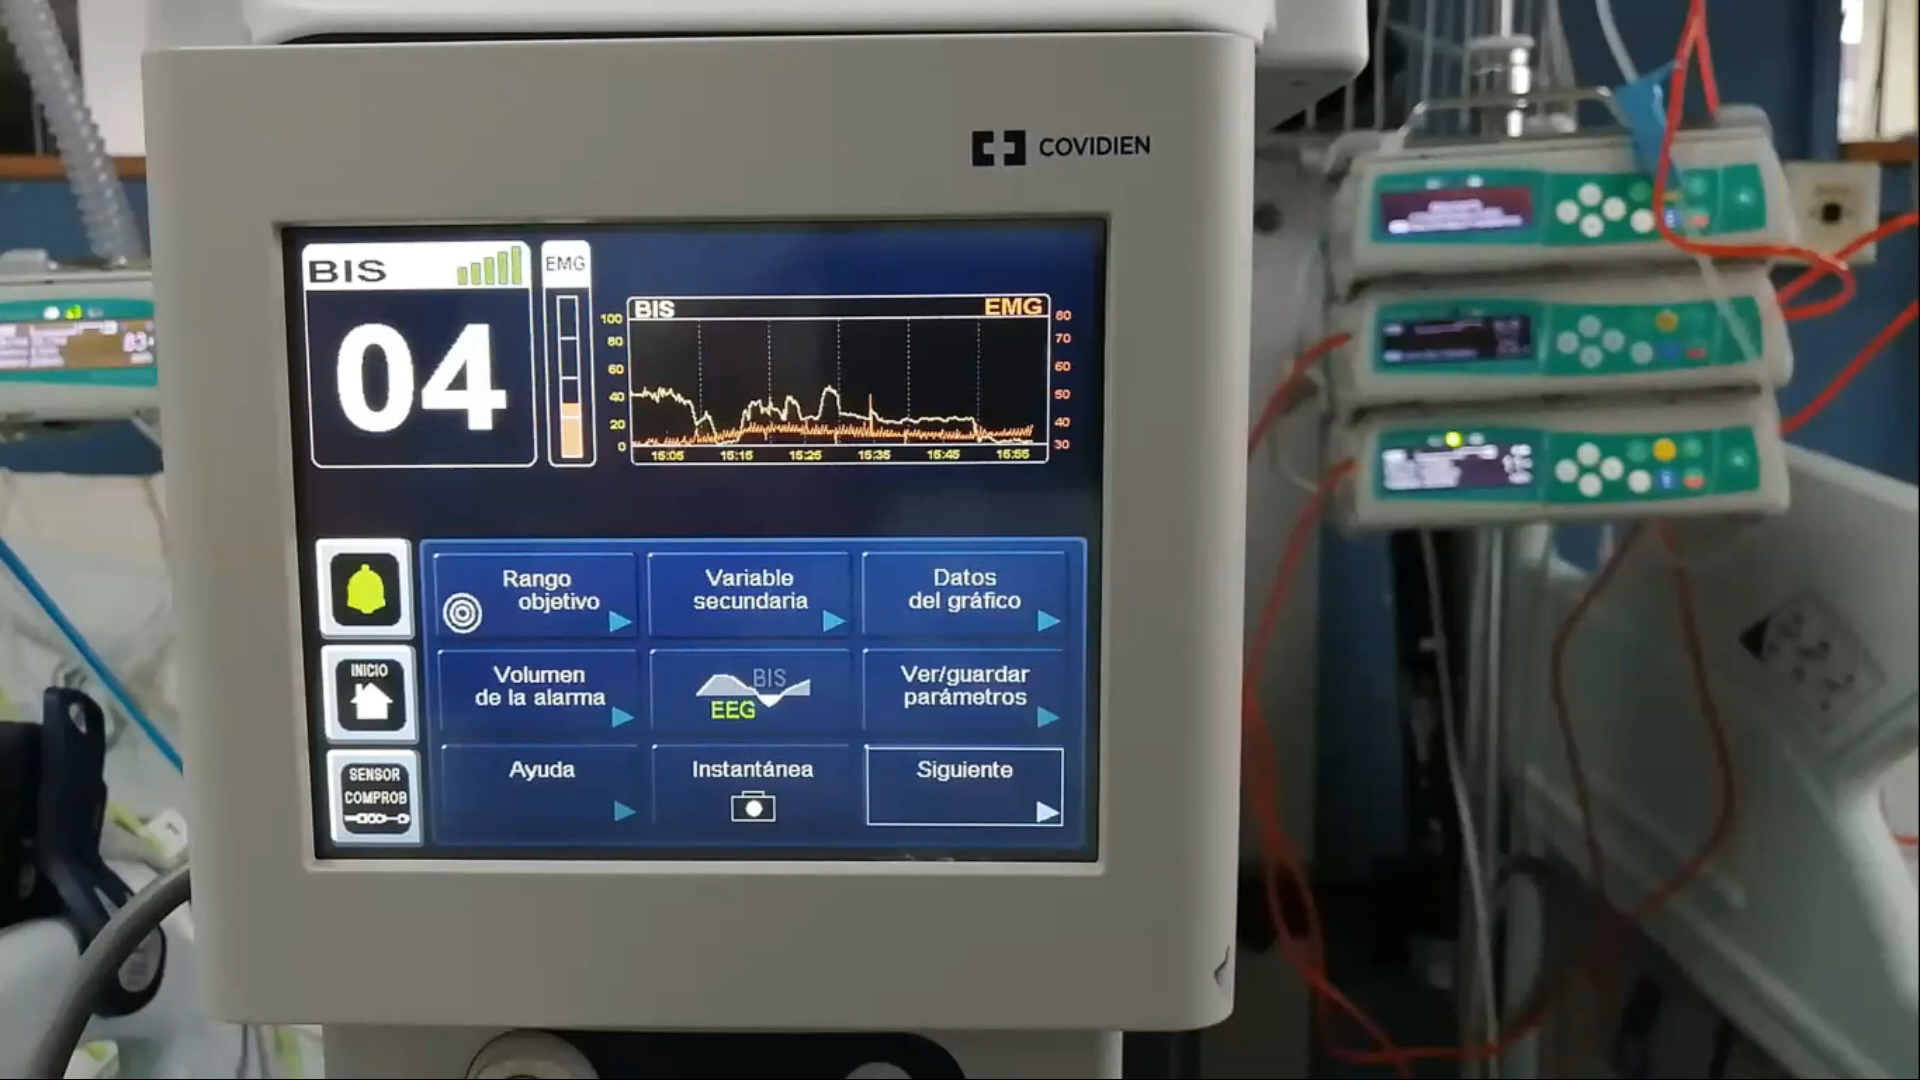 COVIDIEN
BIS
EMG
04
BIS
EMG
100
80
60
40
20
0
80
70
60
50
40
30
15:05
15:15
15:25
15:35
15:45
15:55
Rango
objetivo
Variable
secundaria
Datos
del gráfico
INICIO
Volumen
de la alarma
BIS
EEG
Ver/guardar
parámetros
SENSOR
COMPROB
Ayuda
Instantánea
Siguiente